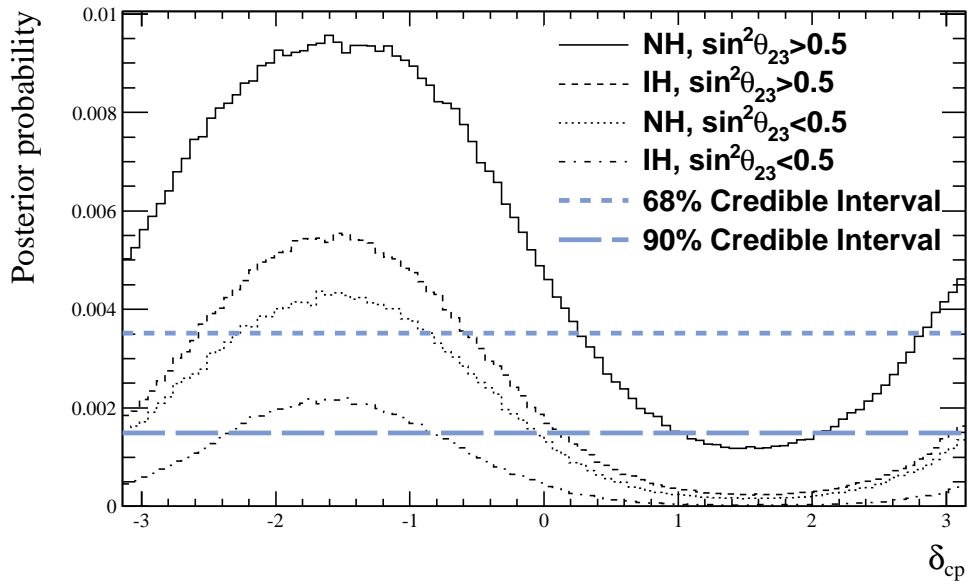 Posterior probability
0.01
0.008
0.006
0.004
0.002
0
NH, sin²θ₂₃>0.5
IH, sin²θ₂₃>0.5
NH, sin²θ₂₃<0.5
IH, sin²θ₂₃<0.5
68% Credible Interval
90% Credible Interval
-3 -2 -1 0 1 2 3
δcp